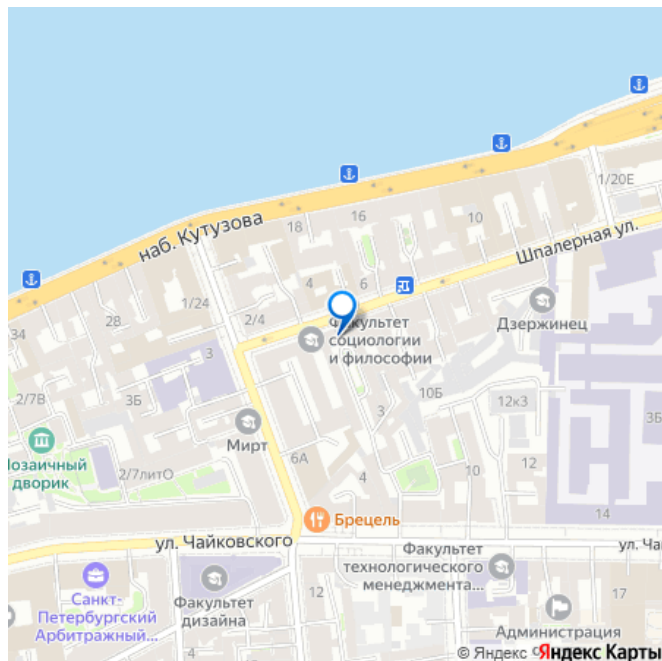 1/20Е
наб. Кутузова
18
16
10
Шпалерная ул.
4
6
1/24
2/4
34
28
Факультет
социологии
и философии
Дзержинец
3
2/7В
3Б
3
10Б
12к3
3Б
Мирт
Мозаичный
дворик
2/7литО
6А
4
10
12
14
Брецель
ул. Чайковского
ул. Ча
Факультет
технологического
менеджмента...
Санкт-
Петербургский
Арбитражный...
Факультет
дизайна
12
17
Администрация
© Яндекс
Яндекс Карты